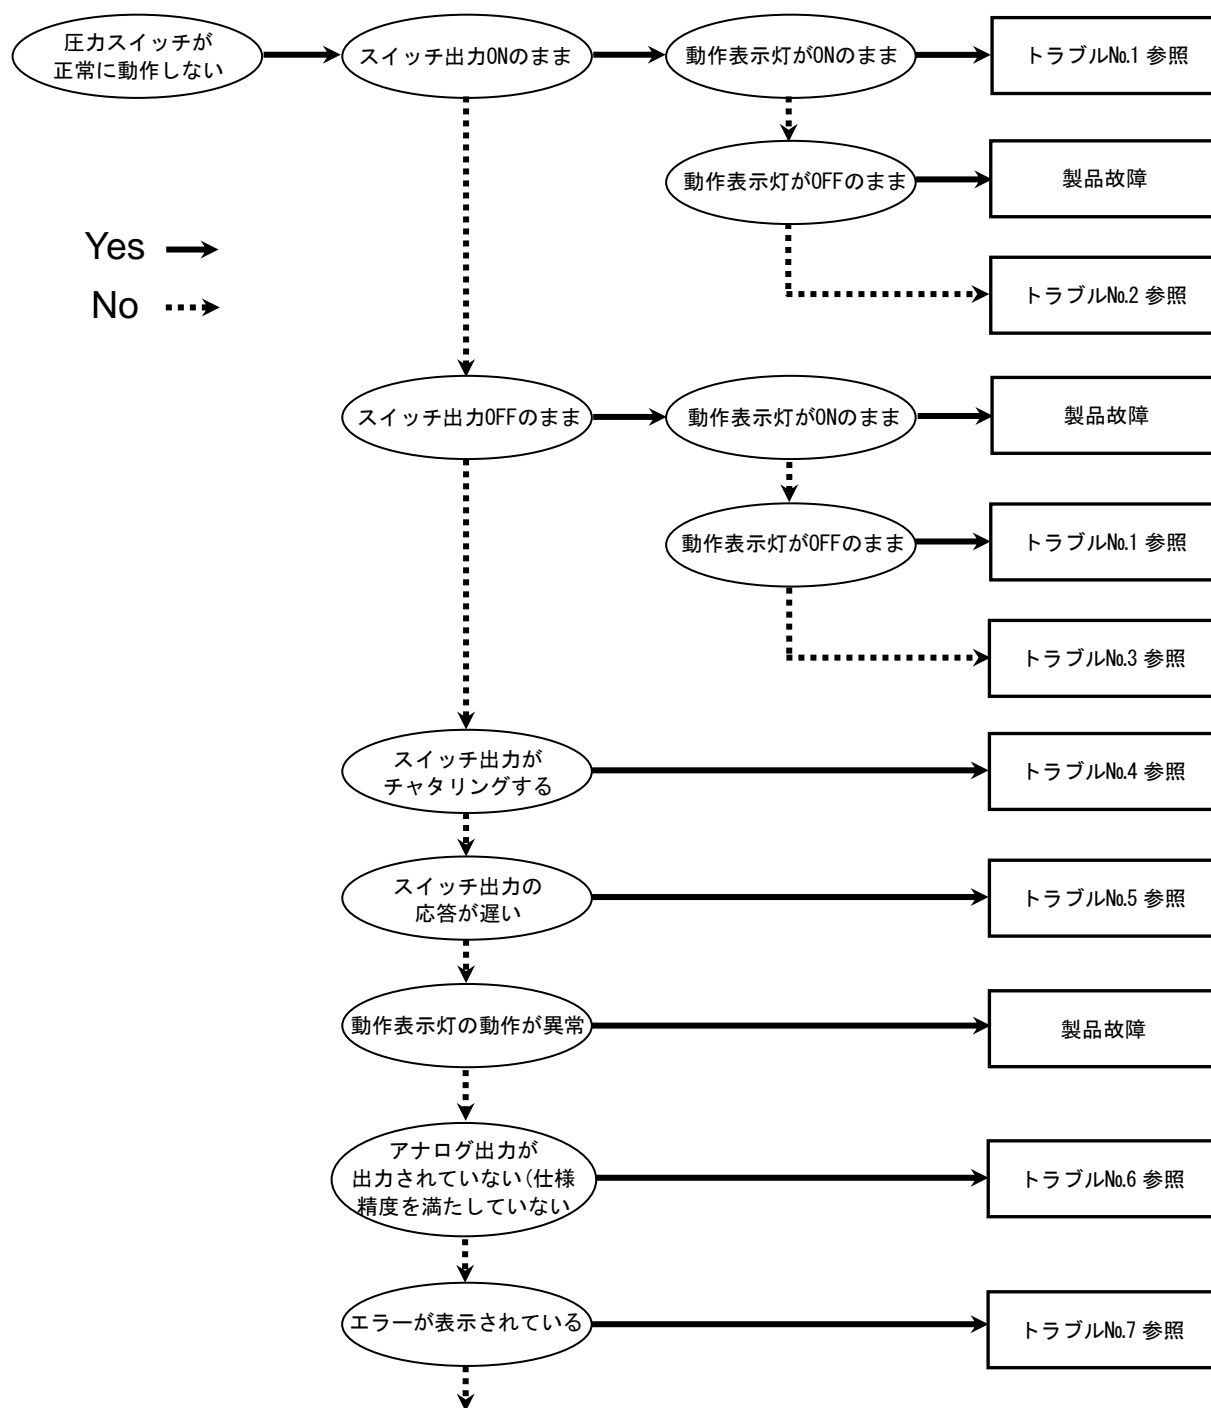 圧力スイッチが
正常に動作しない
スイッチ出力ONのまま
動作表示灯がONのまま
トラブル№1 参照
動作表示灯がOFFのまま
製品故障
Yes
No
トラブル№2 参照
スイッチ出力OFFのまま
動作表示灯がONのまま
製品故障
動作表示灯がOFFのまま
トラブル№1 参照
トラブル№3 参照
スイッチ出力が
チャタリングする
トラブル№4 参照
スイッチ出力の
応答が遅い
トラブル№5 参照
動作表示灯の動作が異常
製品故障
アナログ出力が
出力されていない(仕様
精度を満たしていない
トラブル№6 参照
エラーが表示されている
トラブル№7 参照